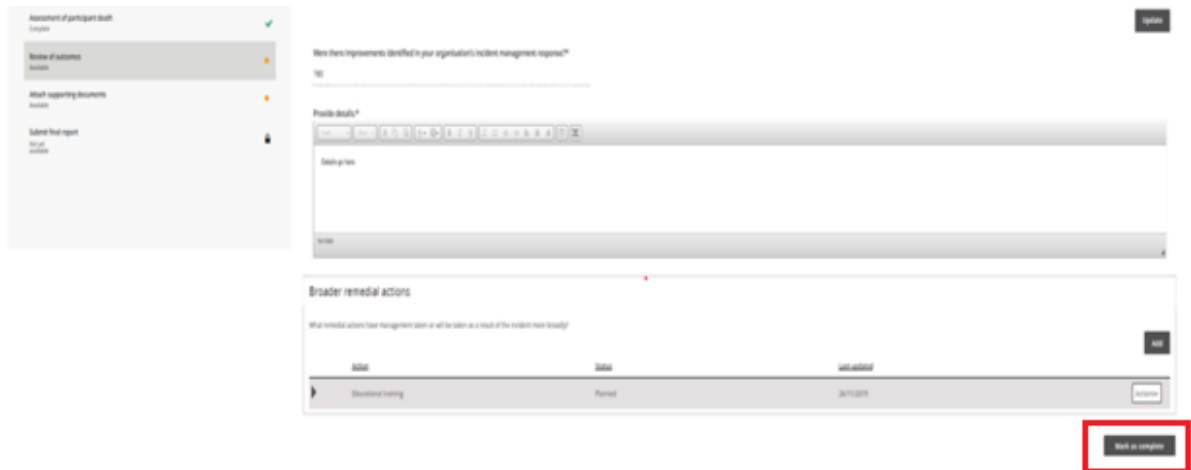 Assessment of participant death
Complete
Review of outcomes
Available
Attach supporting documents
Available
Submit final report
Not yet
available
Update
Were there improvements identified in your organisation's incident management response?*
YES
Provide details:*
Details go here
Broader remedial actions
What remedial actions have management taken or will be taken as a result of the incident more broadly?
Add
Action Status Last updated
Educational training Planned 26/11/2019 Actions
Mark as complete